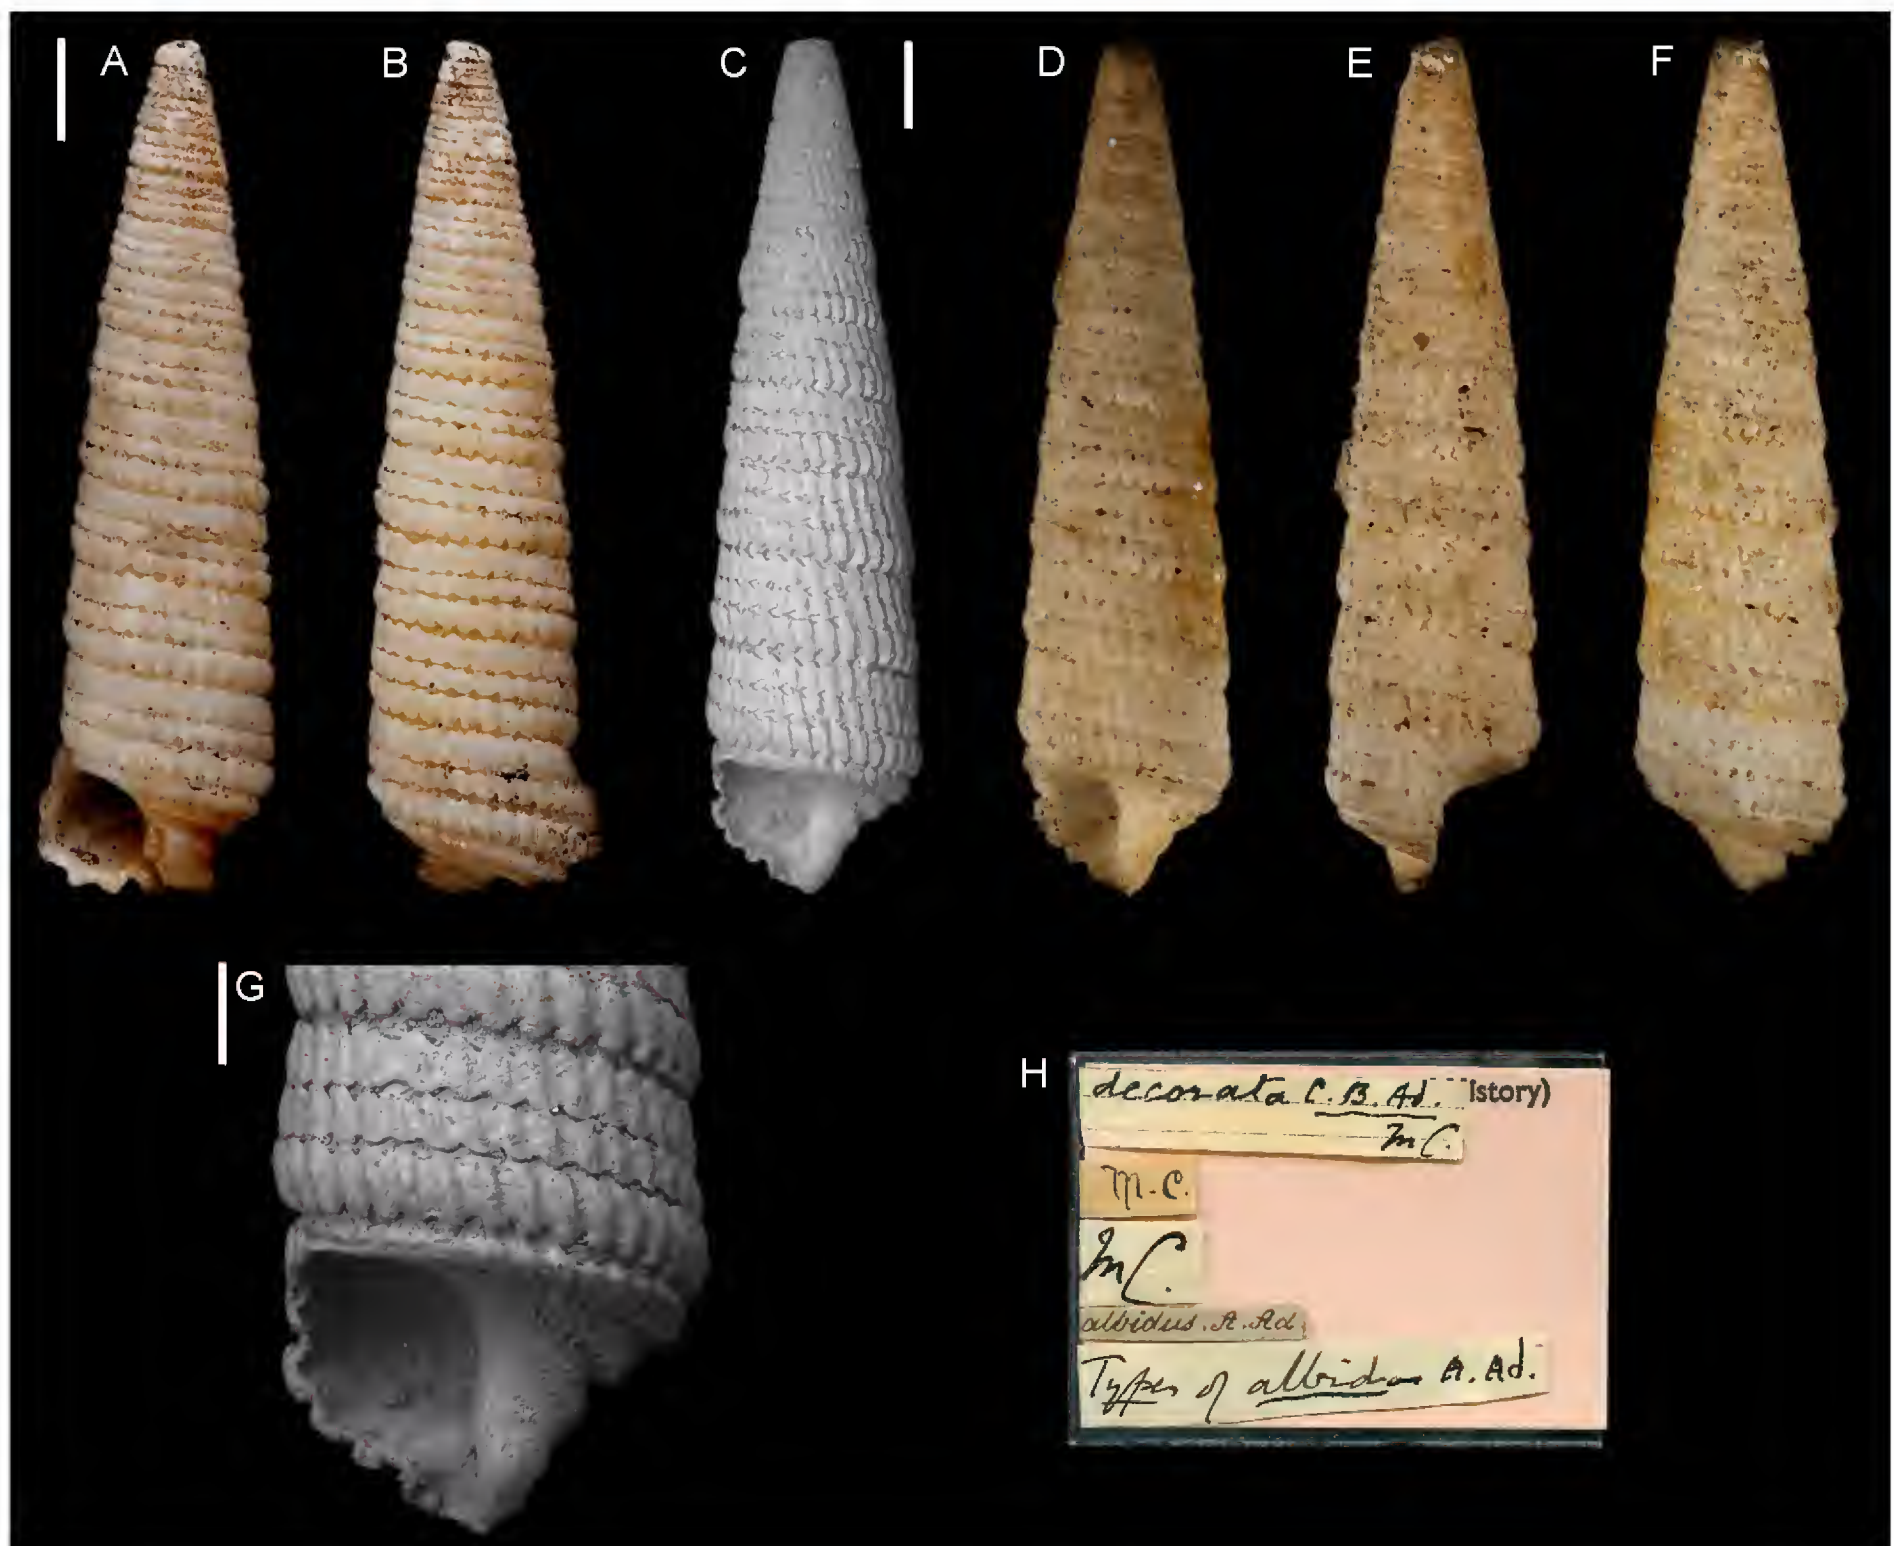 A B C D E F
G
H
decorata C.B.Ad. istory)
M C.
M.C.
M C.
albidus. A. Ad.
Types of albidus A. Ad.